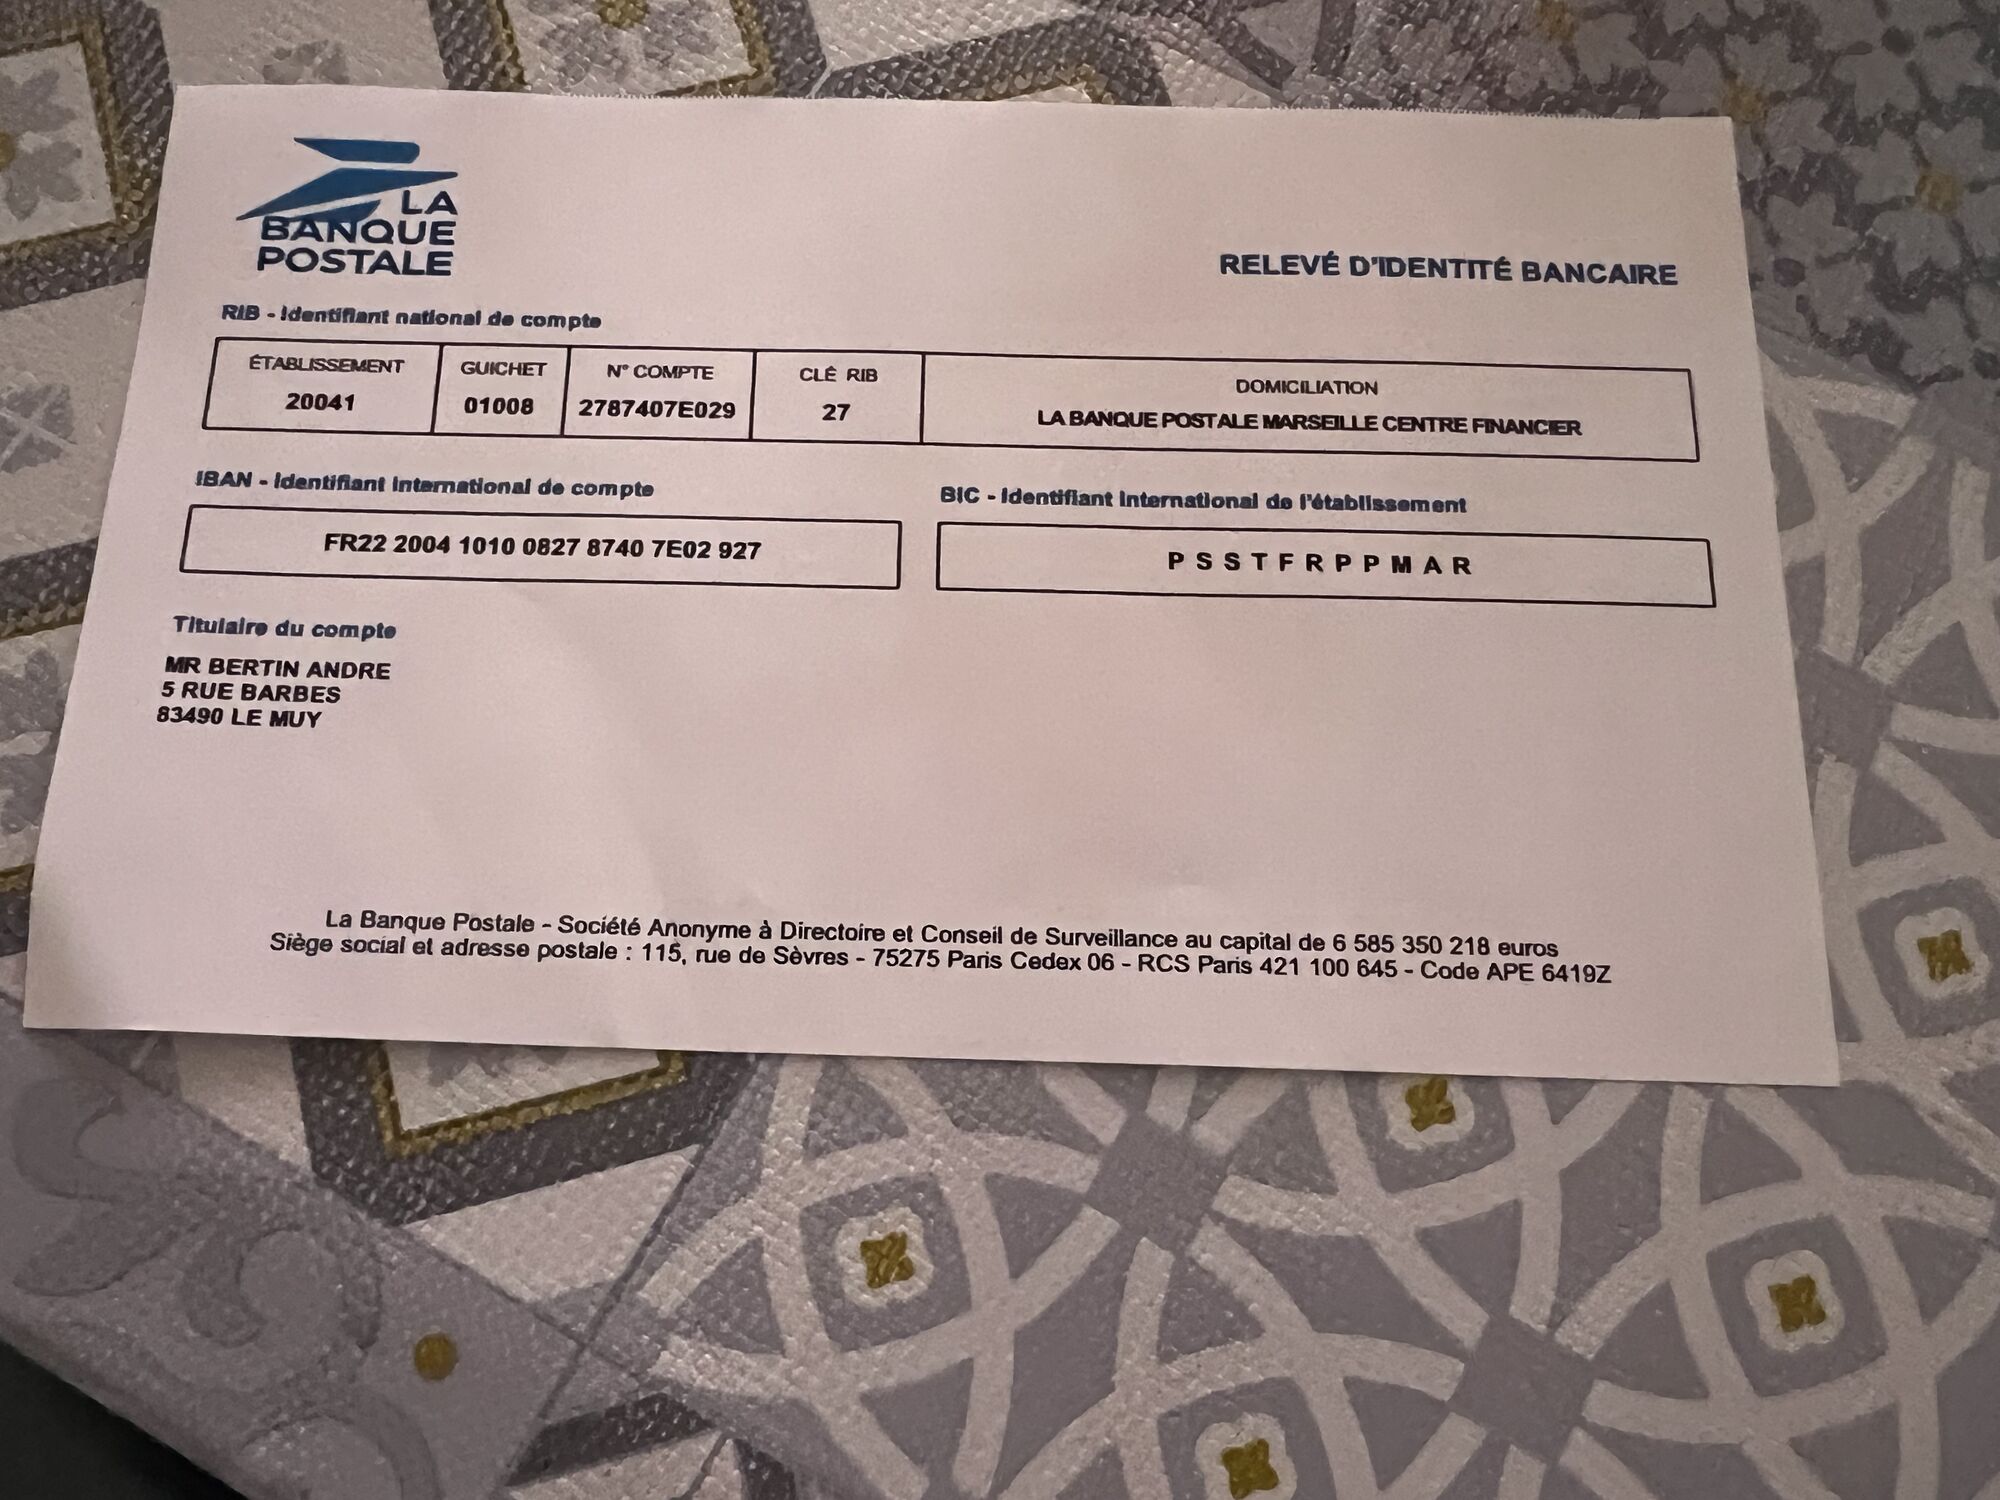 LA
BANQUE
POSTALE
RELEVÉ D'IDENTITÉ BANCAIRE
RIB - Identifiant national de compte
ÉTABLISSEMENT GUICHET N° COMPTE CLÉ RIB DOMICILIATION
20041 01008 2787407E029 27 LA BANQUE POSTALE MARSEILLE CENTRE FINANCIER
IBAN - Identifiant international de compte
BIC - Identifiant international de l'établissement
FR22 2004 1010 0827 8740 7E02 927
PSSTFRPPMAR
Titulaire du compte
MR BERTIN ANDRE
5 RUE BARBES
83490 LE MUY
La Banque Postale - Société Anonyme à Directoire et Conseil de Surveillance au capital de 6 585 350 218 euros
Siège social et adresse postale : 115, rue de Sèvres - 75275 Paris Cedex 06 - RCS Paris 421 100 645 - Code APE 6419Z